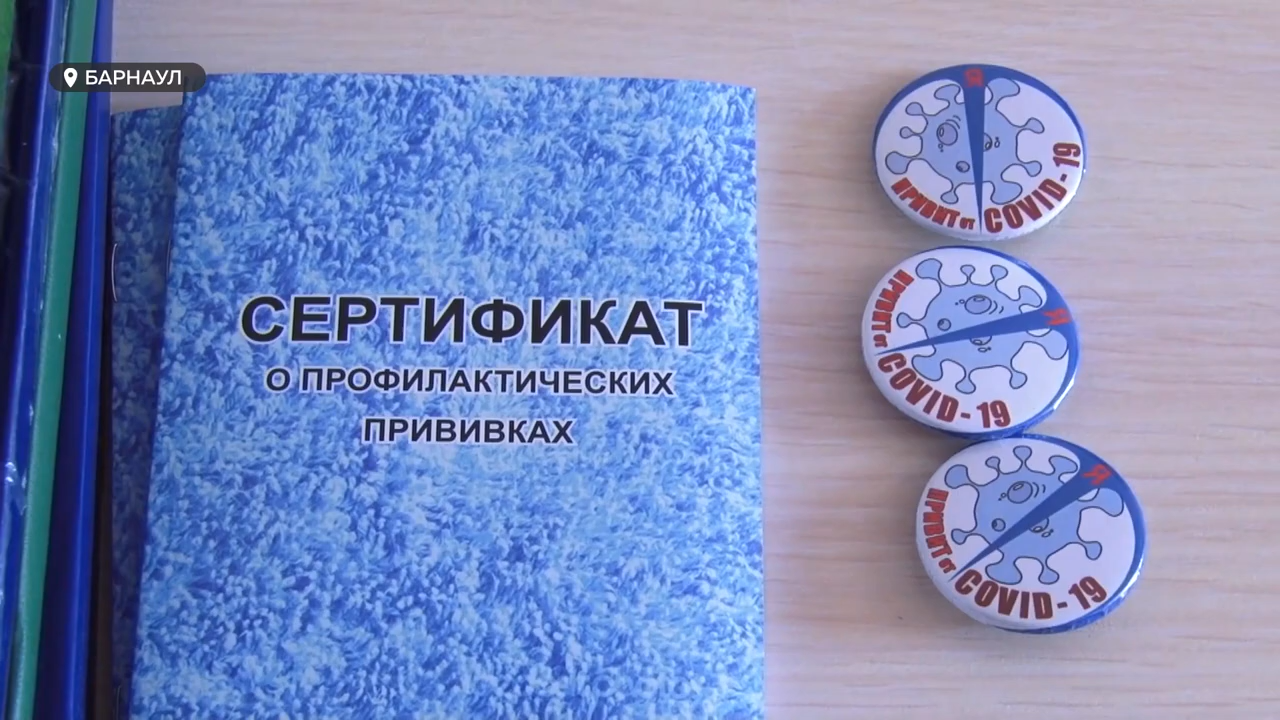 БАРНАУЛ
СЕРТИФИКАТ
О ПРОФИЛАКТИЧЕСКИХ
ПРИВИВКАХ
Я
ПРИВИТ от COVID-19
Я
ПРИВИТ от COVID-19
Я
ПРИВИТ от COVID-19